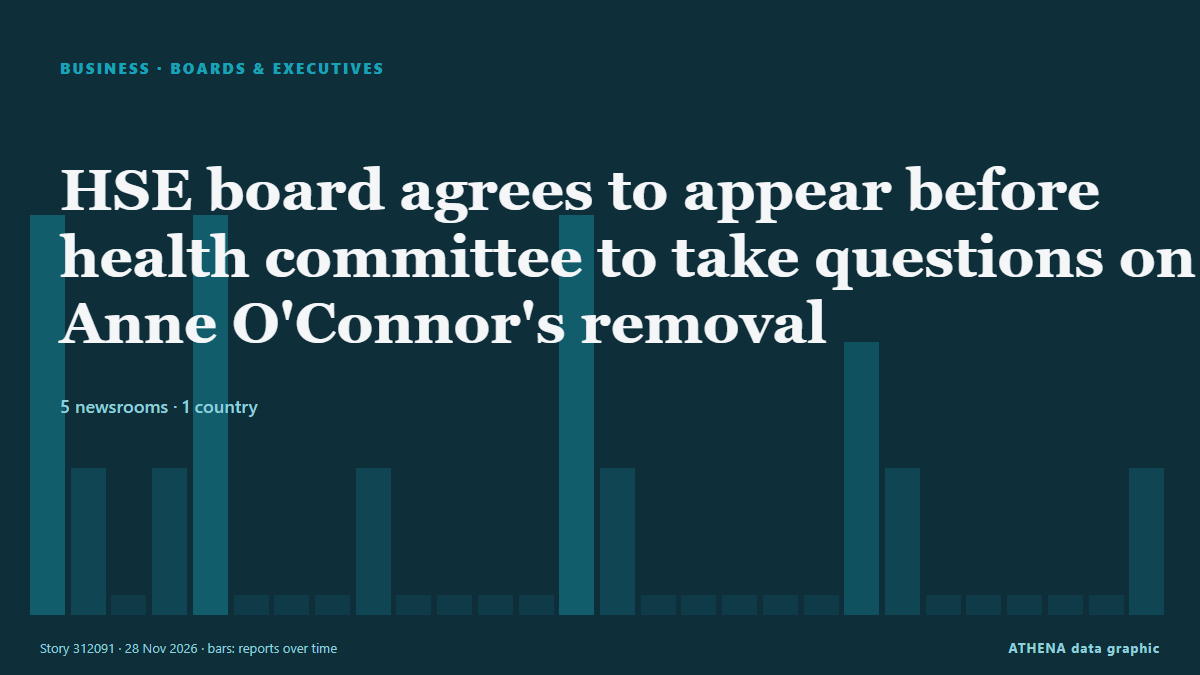 BUSINESS · BOARDS & EXECUTIVES
HSE board agrees to appear before
health committee to take questions on
Anne O'Connor's removal
5 newsrooms · 1 country
Story 312091 · 28 Nov 2026 · bars: reports over time
ATHENA data graphic